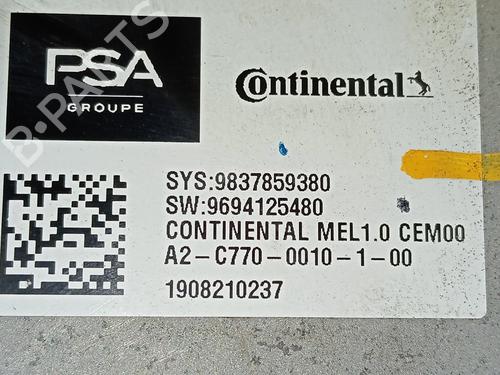 PSA
GROUPE
Continental
B-PARTS
SYS:9837859380
SW:9694125480
CONTINENTAL MEL1.0 CEM00
A2-C770-0010-1-00
1908210237